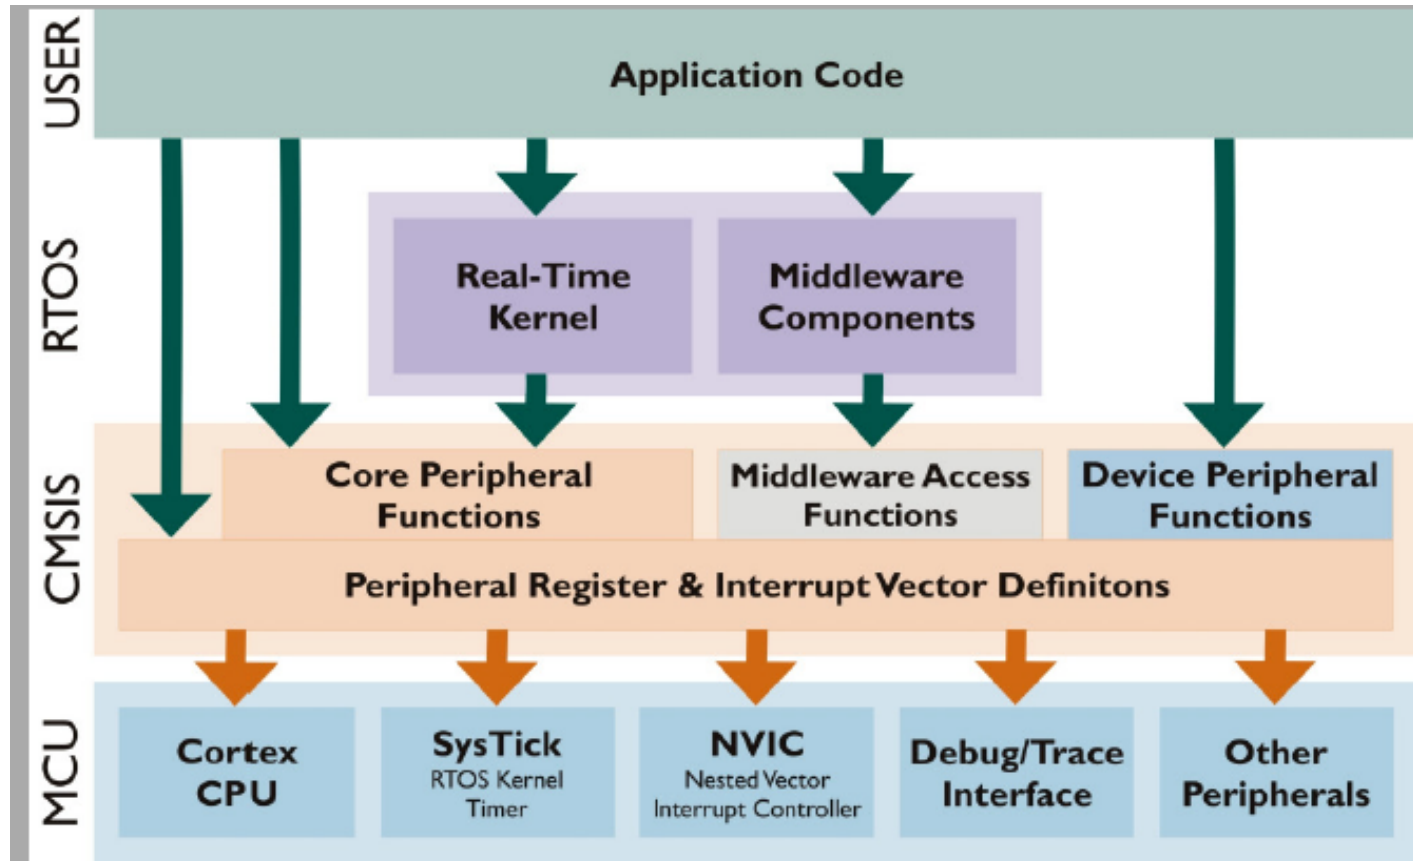 USER
Application Code
RTOS
Real-Time
Kernel
Middleware
Components
CMSIS
Core Peripheral
Functions
Middleware Access
Functions
Device Peripheral
Functions
Peripheral Register & Interrupt Vector Definitons
MCU
Cortex
CPU
SysTick
RTOS Kernel
Timer
NVIC
Nested Vector
Interrupt Controller
Debug/Trace
Interface
Other
Peripherals